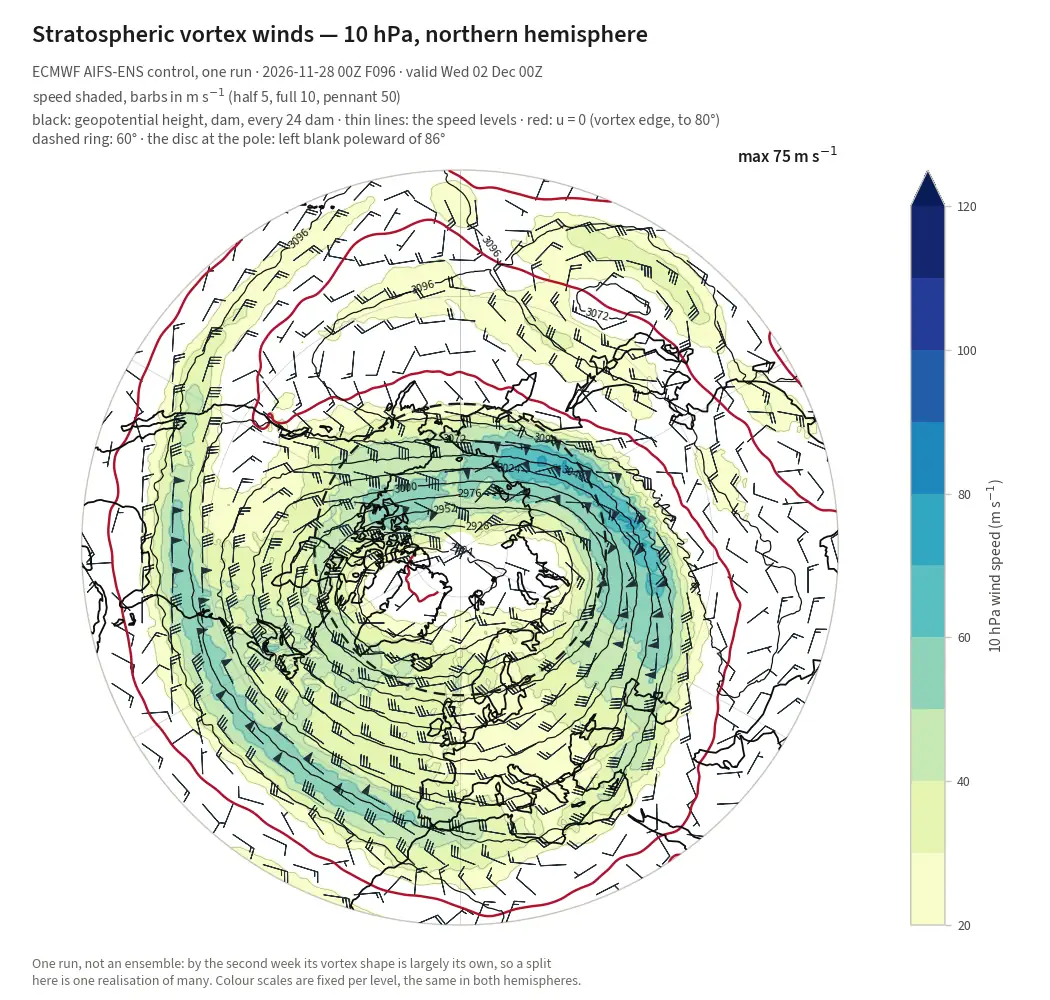 Stratospheric vortex winds — 10 hPa, northern hemisphere
ECMWF AIFS-ENS control, one run · 2026-11-28 00Z F096 · valid Wed 02 Dec 00Z
speed shaded, barbs in m s⁻¹ (half 5, full 10, pennant 50)
black: geopotential height, dam, every 24 dam · thin lines: the speed levels · red: u = 0 (vortex edge, to 80°)
dashed ring: 60° · the disc at the pole: left blank poleward of 86°
max 75 m s⁻¹
120
100
80
60
40
20
10 hPa wind speed (m s⁻¹)
3096
3096
3096
3072
3072
3024
3000
2976
2952
2928
One run, not an ensemble: by the second week its vortex shape is largely its own, so a split
here is one realisation of many. Colour scales are fixed per level, the same in both hemispheres.